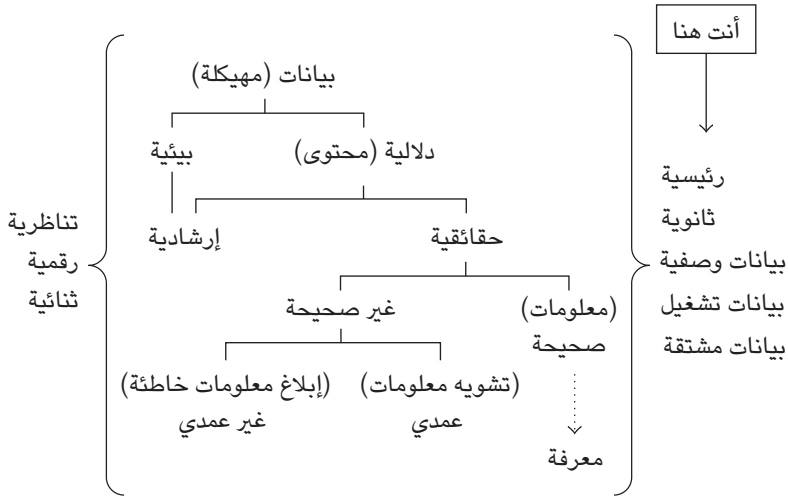 أنت هنا
بيانات (مهيكلة)
دلالية (محتوى)
بيئية
حقائقية
إرشادية
(معلومات)
صحيحة
غير صحيحة
(تشويه معلومات)
عمدي
(إبلاغ معلومات خاطئة)
غير عمدي
معرفة
رئيسية
ثانوية
بيانات وصفية
بيانات تشغيل
بيانات مشتقة
تناظرية
رقمية
ثنائية